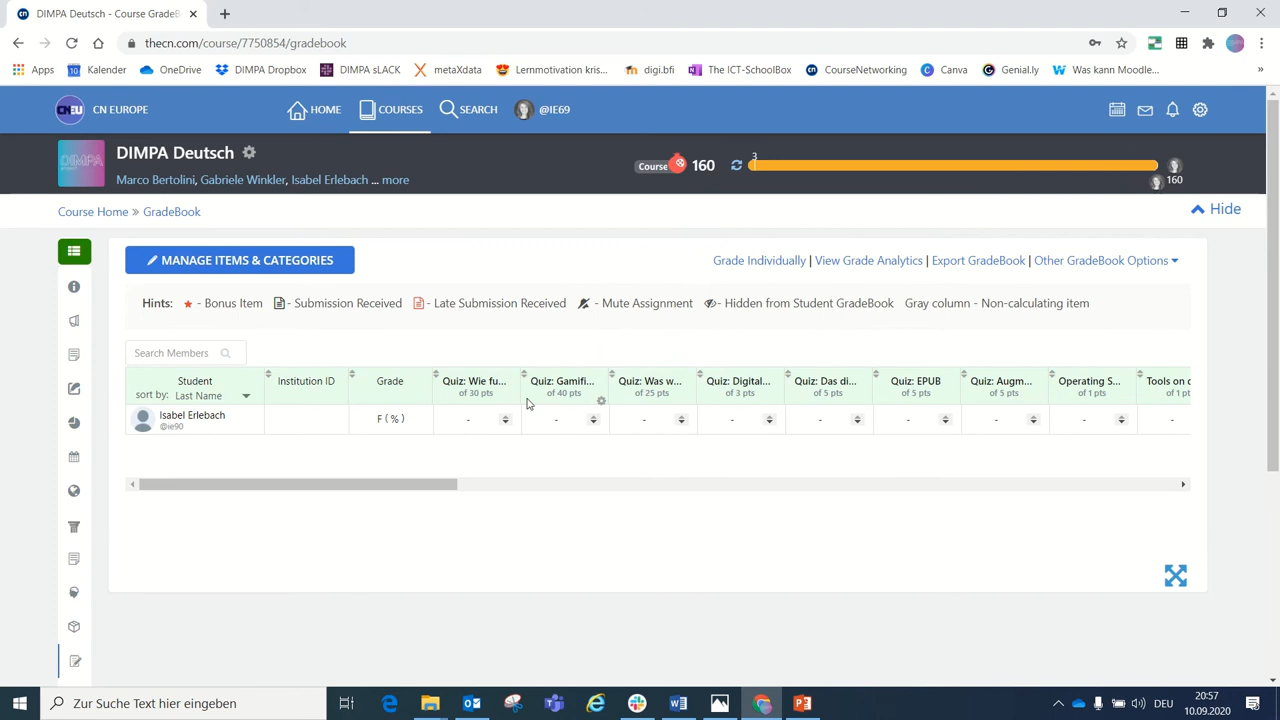 DIMPA Deutsch - Course GradeB
thecn.com/course/7750854/gradebook
Apps
Kalender
OneDrive
DIMPA Dropbox
DIMPA sLACK
metaXdata
Lernmotivation kris...
digi.bfi
The ICT-SchoolBox
CourseNetworking
Canva
Genial.ly
Was kann Moodle...
CNEU
CN EUROPE
HOME
COURSES
SEARCH
@IE69
DIMPA
DIMPA Deutsch
Marco Bertolini, Gabriele Winkler, Isabel Erlebach ... more
Course
160
3
160
Course Home » GradeBook
Hide
MANAGE ITEMS & CATEGORIES
Grade Individually | View Grade Analytics | Export GradeBook | Other GradeBook Options
Hints: - Bonus Item - Submission Received - Late Submission Received - Mute Assignment - Hidden from Student GradeBook Gray column - Non-calculating item
Search Members
Student
sort by: Last Name
Institution ID
Grade
Quiz: Wie fu...
of 30 pts
Quiz: Gamifi...
of 40 pts
Quiz: Was w...
of 25 pts
Quiz: Digital...
of 3 pts
Quiz: Das di...
of 5 pts
Quiz: EPUB
of 5 pts
Quiz: Augm...
of 5 pts
Operating S...
of 1 pts
Tools on c
of 1 pt
Isabel Erlebach
@ie90
F ( % )
- - - - - - - - -
Zur Suche Text hier eingeben
DEU
20:57
10.09.2020